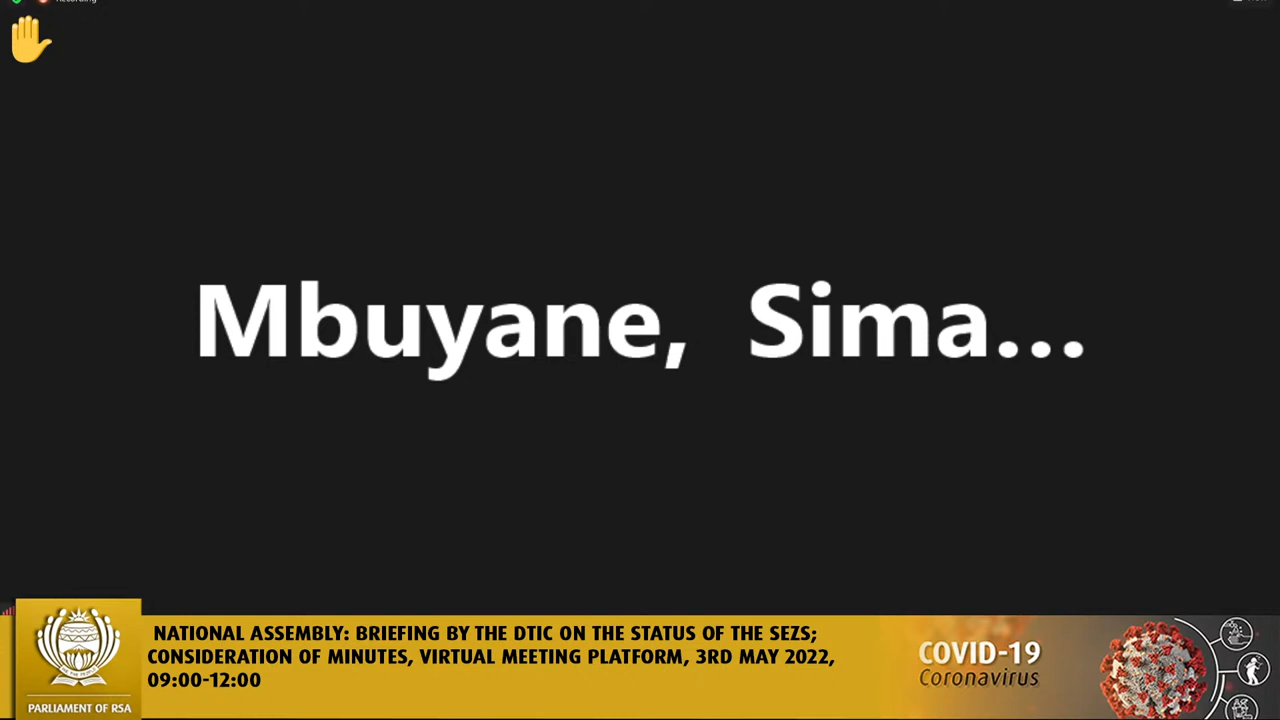 Recording
Mbuyane, Sima...
NATIONAL ASSEMBLY: BRIEFING BY THE DTIC ON THE STATUS OF THE SEZS;
CONSIDERATION OF MINUTES, VIRTUAL MEETING PLATFORM, 3RD MAY 2022,
09:00-12:00
PARLIAMENT OF RSA
COVID-19
Coronavirus